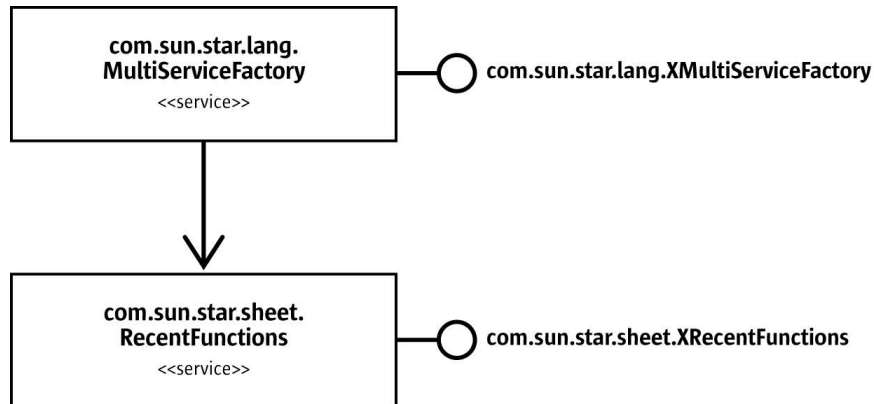 com.sun.star.lang.
MultiServiceFactory
<<service>>
com.sun.star.lang.XMultiServiceFactory
com.sun.star.sheet.
RecentFunctions
<<service>>
com.sun.star.sheet.XRecentFunctions